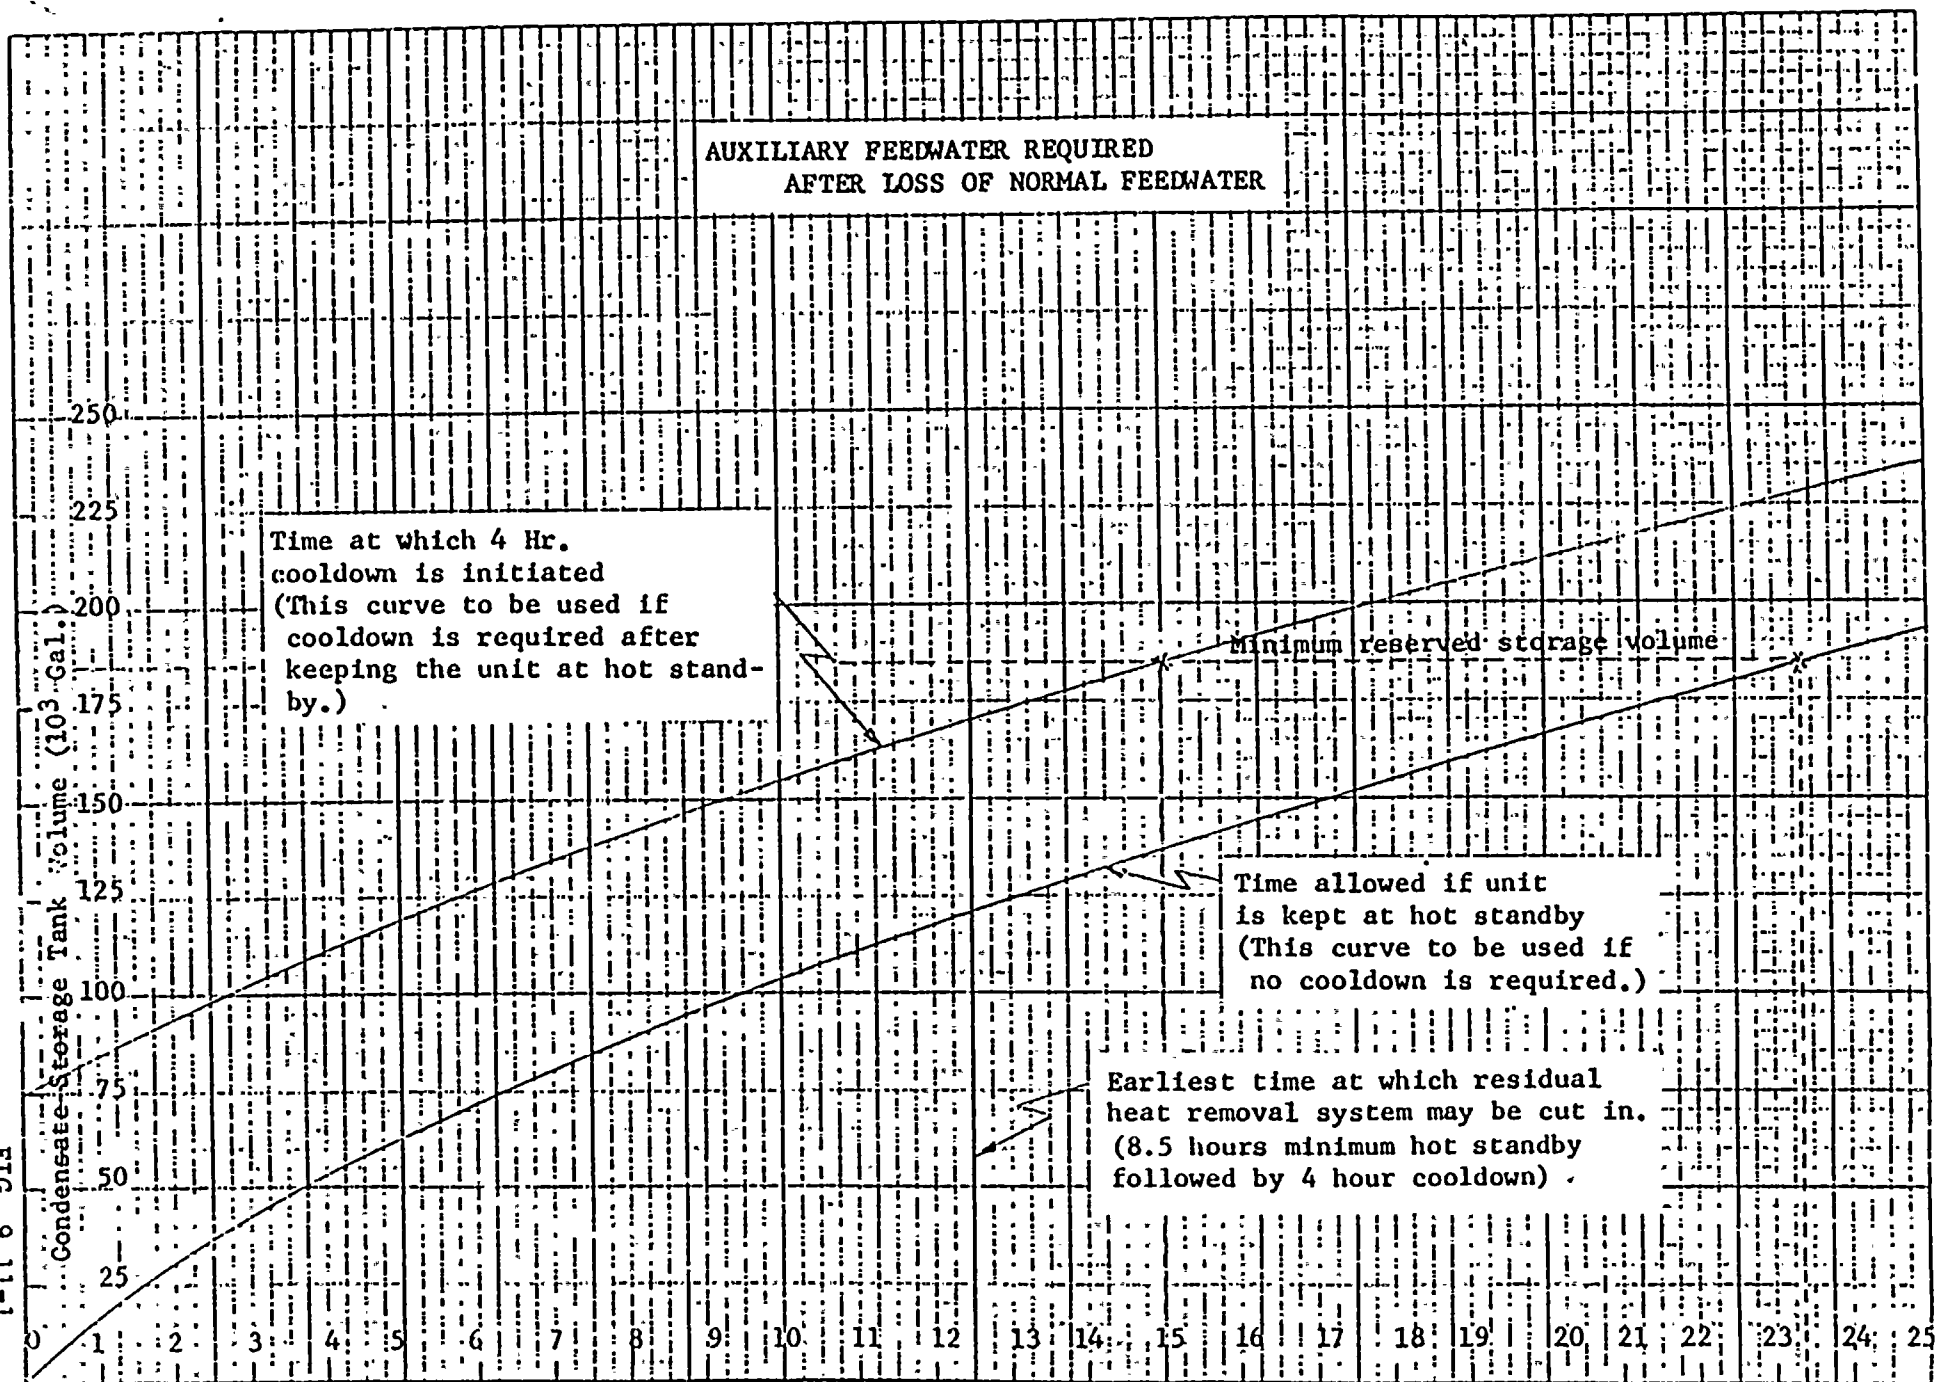 AUXILIARY FEEDWATER REQUIRED
AFTER LOSS OF NORMAL FEEDWATER
250
225
200
175
150
125
100
75
50
25
Condensate Storage Tank Volume (10³ Gal.)
Time at which 4 Hr.
cooldown is initiated
(This curve to be used if
cooldown is required after
keeping the unit at hot stand-
by.)
Minimum reserved storage volume
Time allowed if unit
is kept at hot standby
(This curve to be used if
no cooldown is required.)
Earliest time at which residual
heat removal system may be cut in.
(8.5 hours minimum hot standby
followed by 4 hour cooldown)
0 1 2 3 4 5 6 7 8 9 10 11 12 13 14 15 16 17 18 19 20 21 22 23 24 25